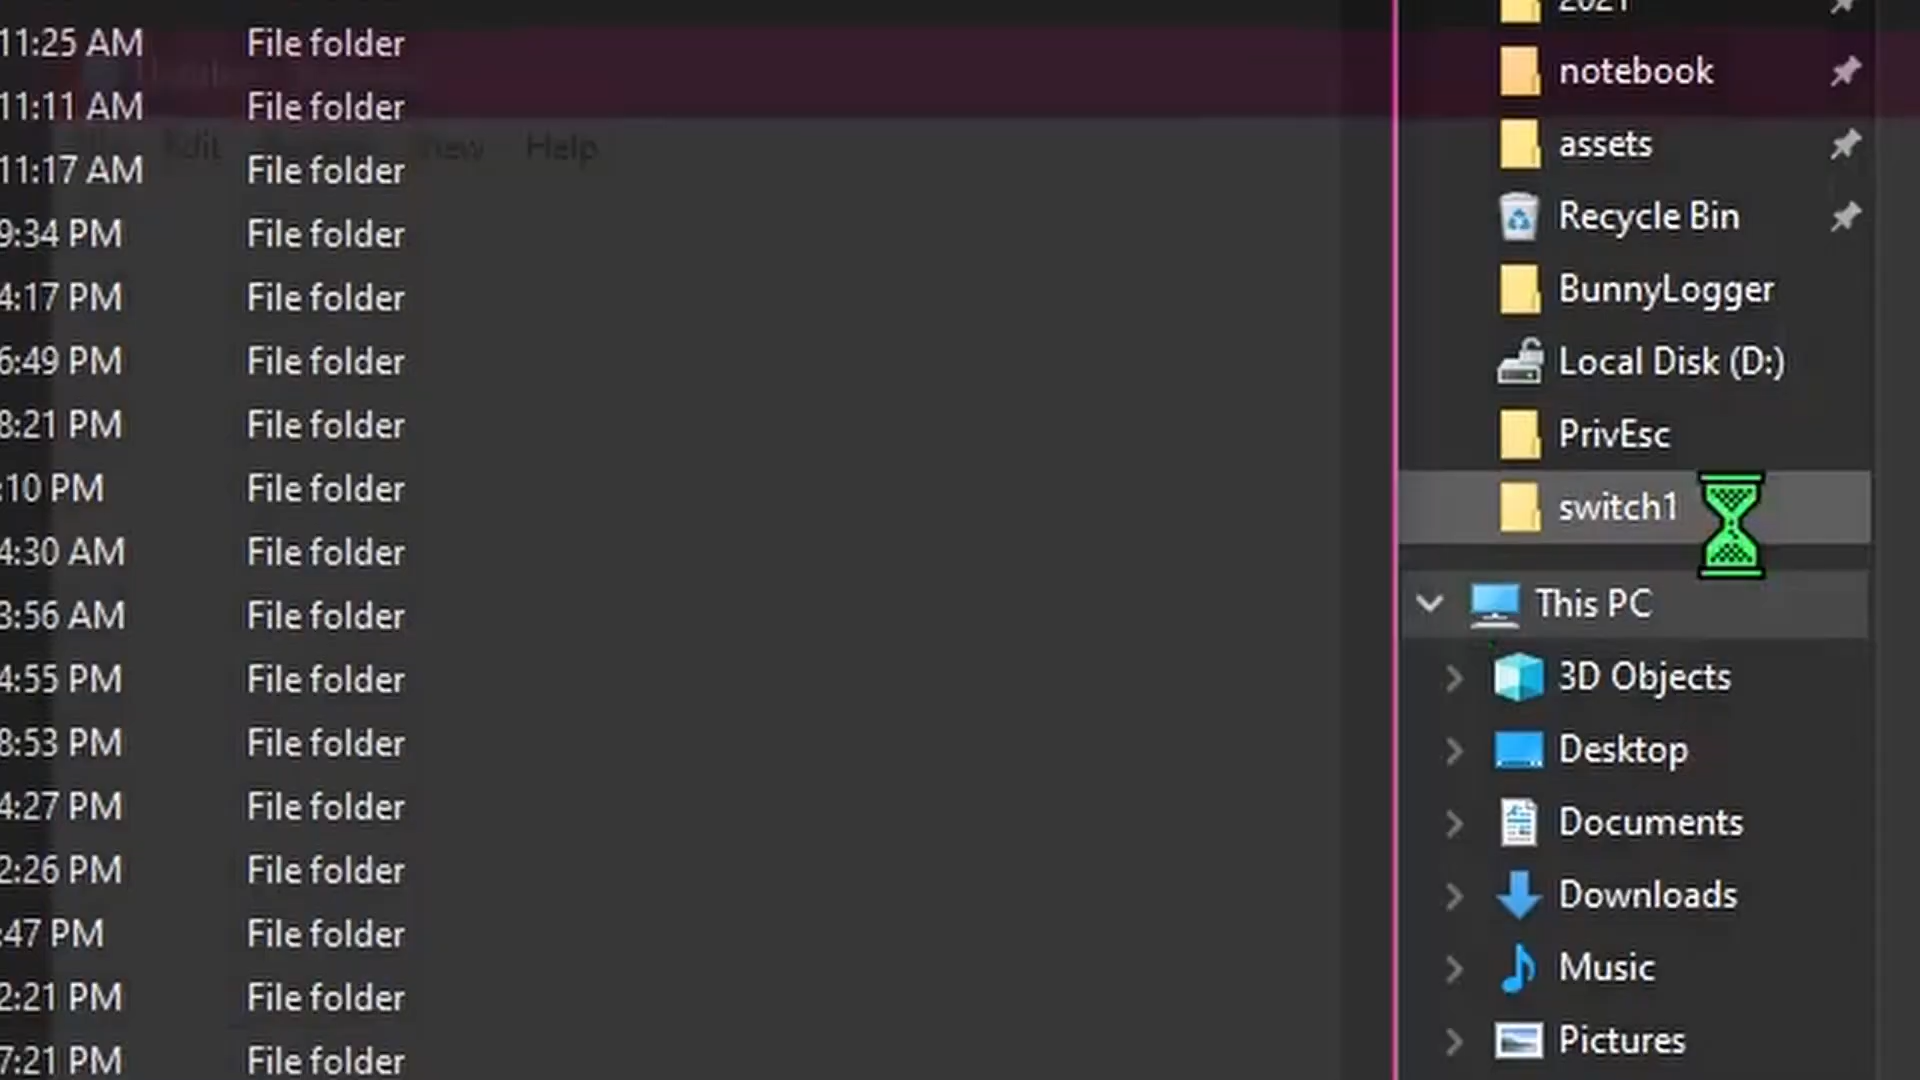 11:25 AM File folder
11:11 AM File folder
Edit View Help
11:17 AM File folder
9:34 PM File folder
4:17 PM File folder
6:49 PM File folder
8:21 PM File folder
:10 PM File folder
4:30 AM File folder
3:56 AM File folder
4:55 PM File folder
8:53 PM File folder
4:27 PM File folder
2:26 PM File folder
:47 PM File folder
2:21 PM File folder
7:21 PM File folder
2021
notebook
assets
Recycle Bin
BunnyLogger
Local Disk (D:)
PrivEsc
switch1
This PC
3D Objects
Desktop
Documents
Downloads
Music
Pictures